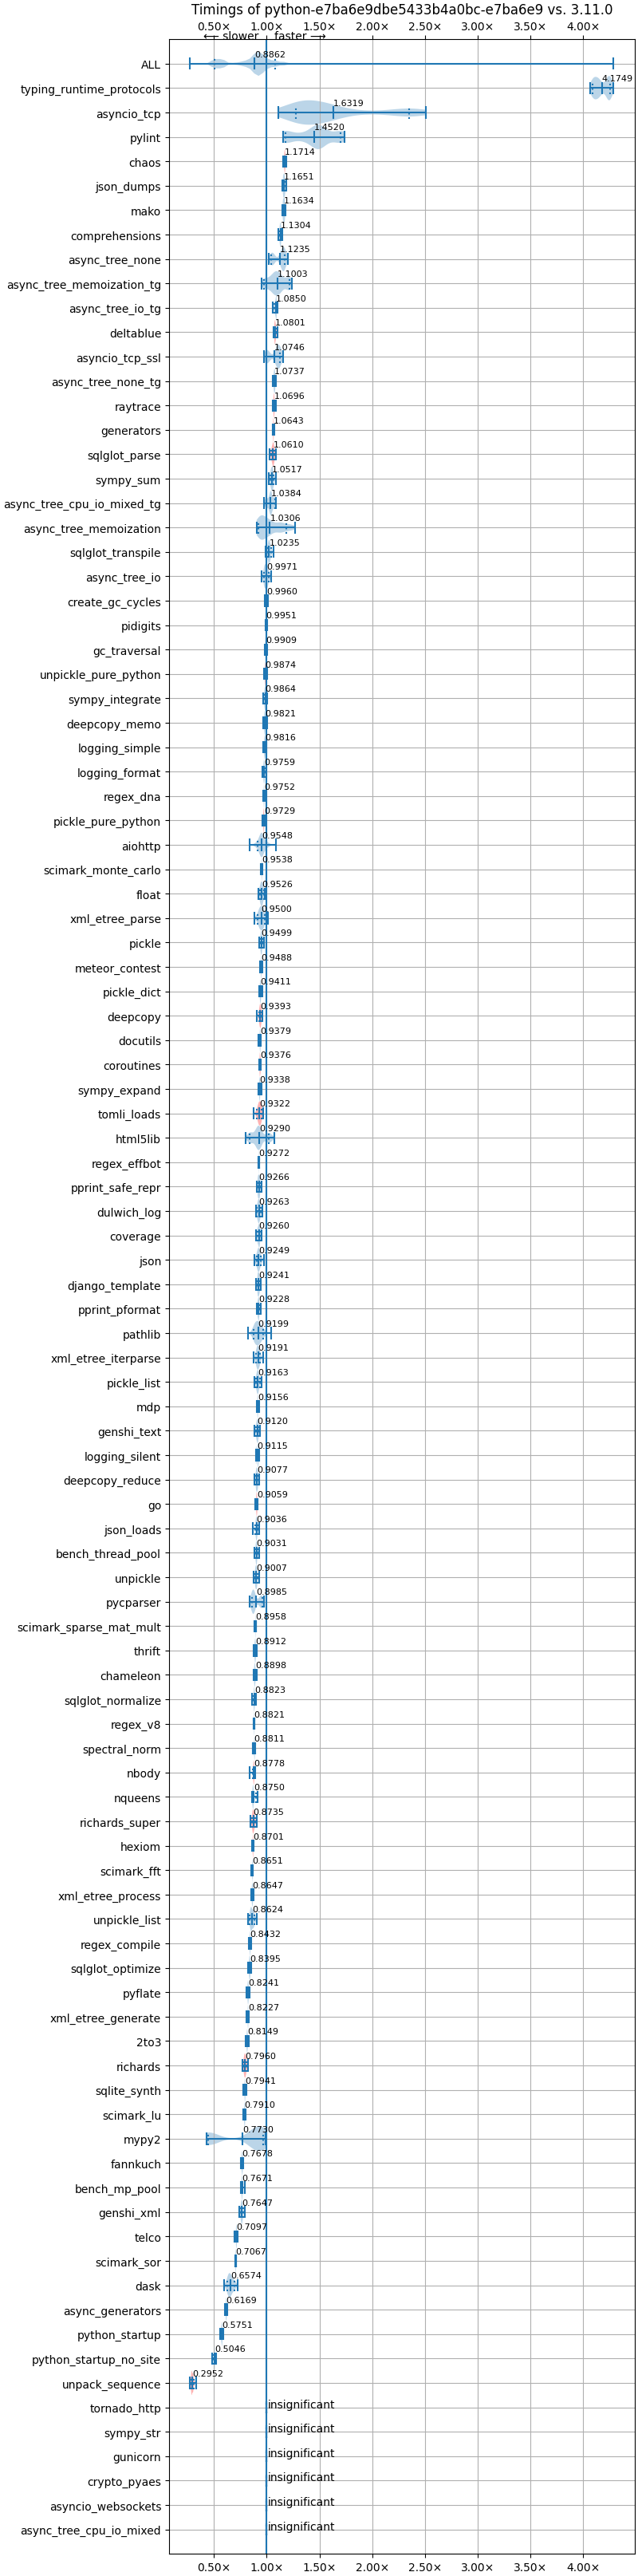 Timings of python-e7ba6e9dbe5433b4a0bc-e7ba6e9 vs. 3.11.0
0.50× 1.00× 1.50× 2.00× 2.50× 3.00× 3.50× 4.00×
⟵ slower faster ⟶
ALL 0.8862
typing_runtime_protocols 4.1749
asyncio_tcp 1.6319
pylint 1.4520
chaos 1.1714
json_dumps 1.1651
mako 1.1634
comprehensions 1.1304
async_tree_none 1.1235
async_tree_memoization_tg 1.1003
async_tree_io_tg 1.0850
deltablue 1.0801
asyncio_tcp_ssl 1.0746
async_tree_none_tg 1.0737
raytrace 1.0696
generators 1.0643
sqlglot_parse 1.0610
sympy_sum 1.0517
async_tree_cpu_io_mixed_tg 1.0384
async_tree_memoization 1.0306
sqlglot_transpile 1.0235
async_tree_io 0.9971
create_gc_cycles 0.9960
pidigits 0.9951
gc_traversal 0.9909
unpickle_pure_python 0.9874
sympy_integrate 0.9864
deepcopy_memo 0.9821
logging_simple 0.9816
logging_format 0.9759
regex_dna 0.9752
pickle_pure_python 0.9729
aiohttp 0.9548
scimark_monte_carlo 0.9538
float 0.9526
xml_etree_parse 0.9500
pickle 0.9499
meteor_contest 0.9488
pickle_dict 0.9411
deepcopy 0.9393
docutils 0.9379
coroutines 0.9376
sympy_expand 0.9338
tomli_loads 0.9322
html5lib 0.9290
regex_effbot 0.9272
pprint_safe_repr 0.9266
dulwich_log 0.9263
coverage 0.9260
json 0.9249
django_template 0.9241
pprint_pformat 0.9228
pathlib 0.9199
xml_etree_iterparse 0.9191
pickle_list 0.9163
mdp 0.9156
genshi_text 0.9120
logging_silent 0.9115
deepcopy_reduce 0.9077
go 0.9059
json_loads 0.9036
bench_thread_pool 0.9031
unpickle 0.9007
pycparser 0.8985
scimark_sparse_mat_mult 0.8958
thrift 0.8912
chameleon 0.8898
sqlglot_normalize 0.8823
regex_v8 0.8821
spectral_norm 0.8811
nbody 0.8778
nqueens 0.8750
richards_super 0.8735
hexiom 0.8701
scimark_fft 0.8651
xml_etree_process 0.8647
unpickle_list 0.8624
regex_compile 0.8432
sqlglot_optimize 0.8395
pyflate 0.8241
xml_etree_generate 0.8227
2to3 0.8149
richards 0.7960
sqlite_synth 0.7941
scimark_lu 0.7910
mypy2 0.7730
fannkuch 0.7678
bench_mp_pool 0.7671
genshi_xml 0.7647
telco 0.7097
scimark_sor 0.7067
dask 0.6574
async_generators 0.6169
python_startup 0.5751
python_startup_no_site 0.5046
unpack_sequence 0.2952
tornado_http insignificant
sympy_str insignificant
gunicorn insignificant
crypto_pyaes insignificant
asyncio_websockets insignificant
async_tree_cpu_io_mixed insignificant
0.50× 1.00× 1.50× 2.00× 2.50× 3.00× 3.50× 4.00×